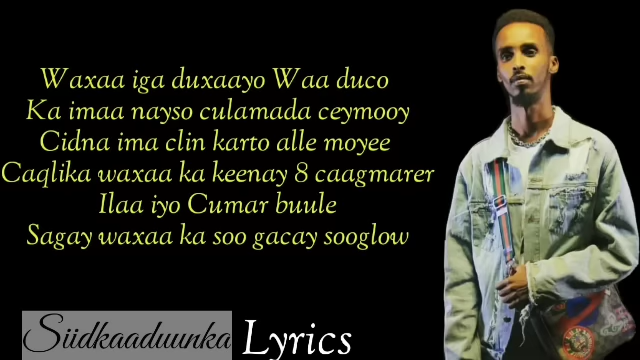 Waxaa iga duxaayo Waa duco
Ka imaa nayso culamada ceymooy
Cidna ima clin karto alle moyee
Caqlika waxaa ka keenay 8 caagmarer
Ilaa iyo Cumar buule
Sagay waxaa ka soo gacay sooglow
Siidkaaduunka Lyrics